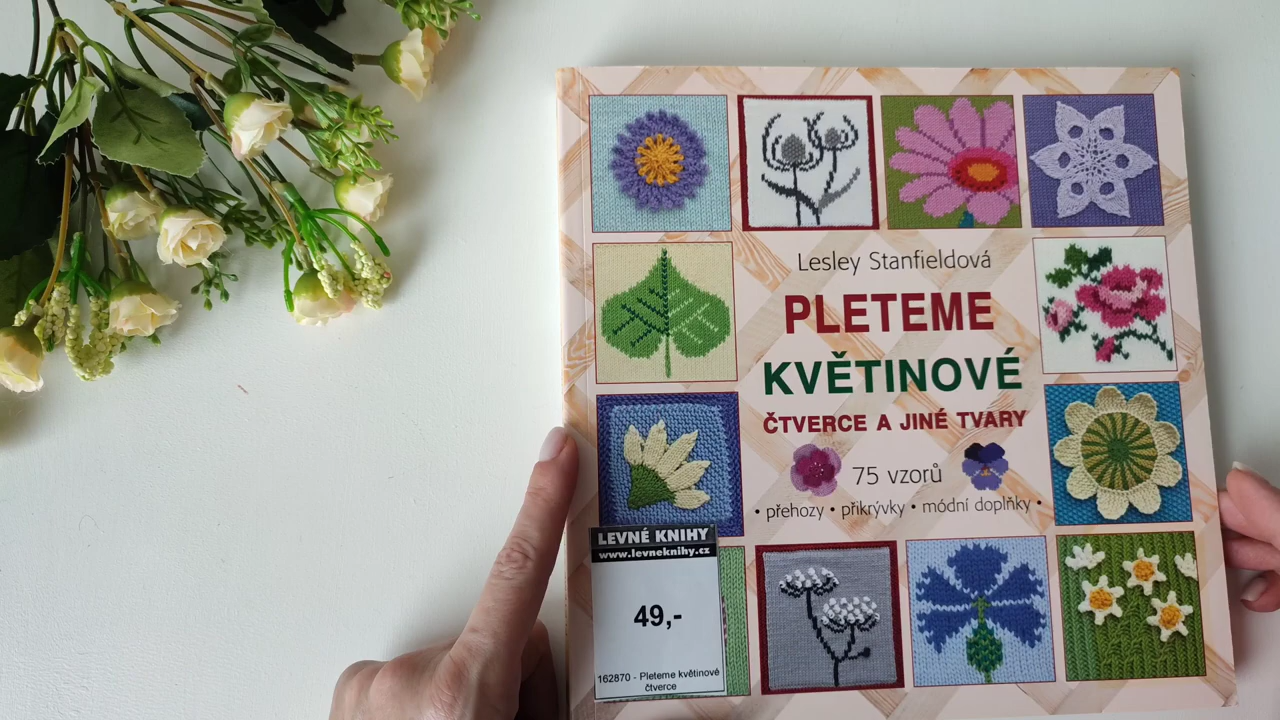 Lesley Stanfieldová
PLETEME
KVĚTINOVÉ
ČTVERCE A JINÉ TVARY
75 vzorů
• přehozy • přikrývky • módní doplňky •
LEVNÉ KNIHY
www.levneknihy.cz
49,-
162870 - Pleteme květinové
čtverce